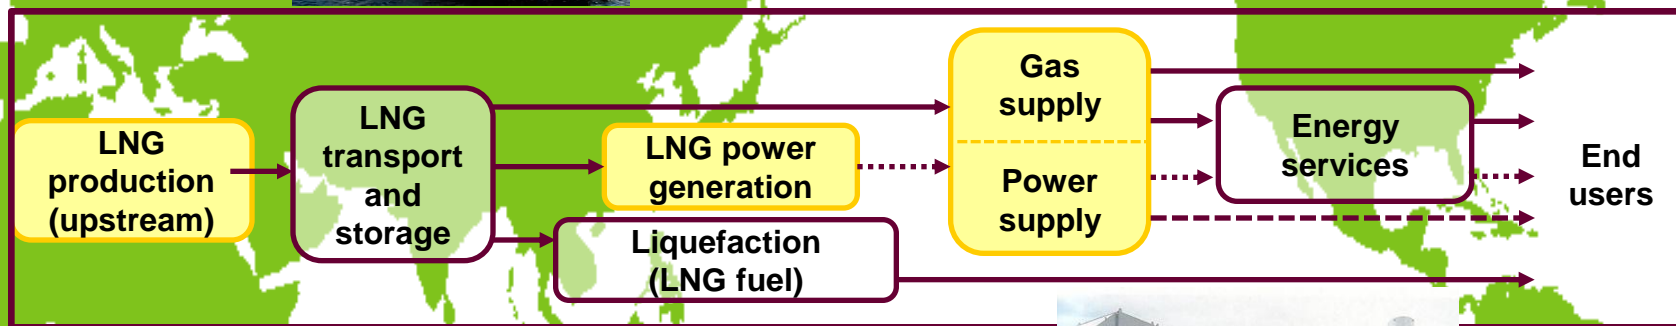 LNG
production
(upstream)
LNG
transport
and
storage
LNG power
generation
Liquefaction
(LNG fuel)
Gas
supply
Power
supply
Energy
services
End
users